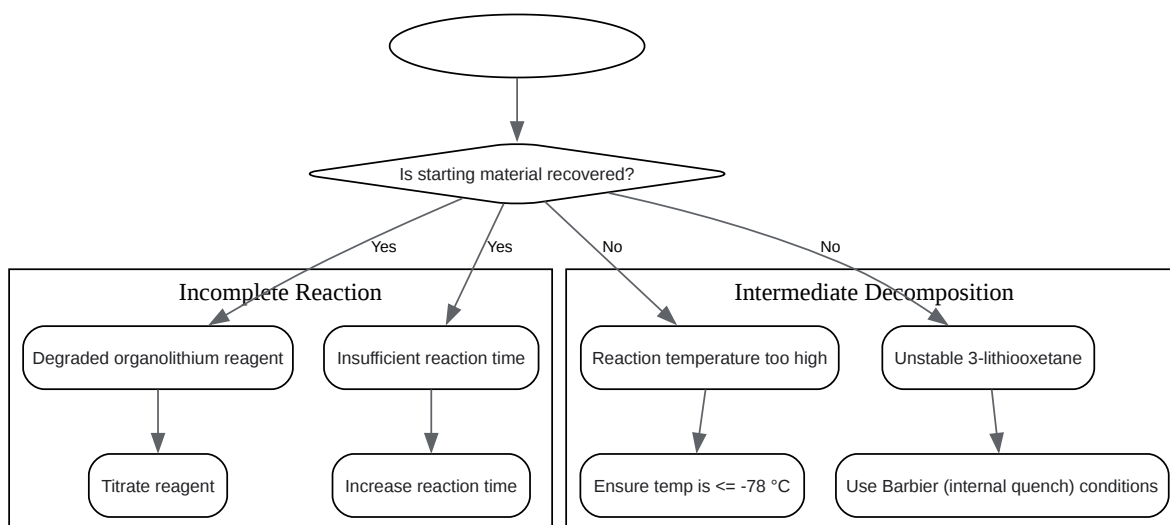 Is starting material recovered?
Yes
Yes
No
No
Incomplete Reaction
Intermediate Decomposition
Degraded organolithium reagent
Insufficient reaction time
Reaction temperature too high
Unstable 3-lithiooxetane
Titrate reagent
Increase reaction time
Ensure temp is <= -78 °C
Use Barbier (internal quench) conditions